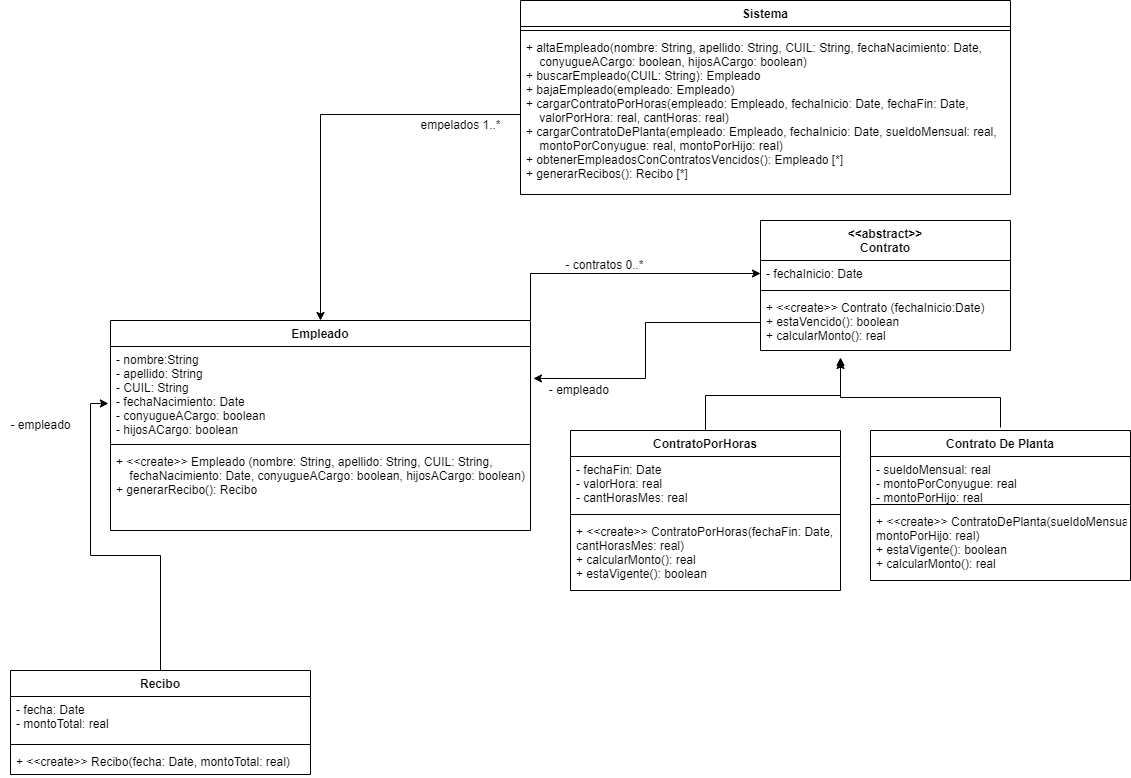 Sistema
+ altaEmpleado(nombre: String, apellido: String, CUIL: String, fechaNacimiento: Date,
conyugueACargo: boolean, hijosACargo: boolean)
+ buscarEmpleado(CUIL: String): Empleado
+ bajaEmpleado(empleado: Empleado)
+ cargarContratoPorHoras(empleado: Empleado, fechaInicio: Date, fechaFin: Date,
valorPorHora: real, cantHoras: real)
+ cargarContratoDePlanta(empleado: Empleado, fechaInicio: Date, sueldoMensual: real,
montoPorConyugue: real, montoPorHijo: real)
+ obtenerEmpleadosConContratosVencidos(): Empleado [*]
+ generarRecibos(): Recibo [*]
empelados 1..*
<<abstract>>
Contrato
- fechaInicio: Date
+ <<create>> Contrato (fechaInicio:Date)
+ estaVencido(): boolean
+ calcularMonto(): real
- contratos 0..*
- empleado
Empleado
- nombre:String
- apellido: String
- CUIL: String
- fechaNacimiento: Date
- conyugueACargo: boolean
- hijosACargo: boolean
+ <<create>> Empleado (nombre: String, apellido: String, CUIL: String,
fechaNacimiento: Date, conyugueACargo: boolean, hijosACargo: boolean)
+ generarRecibo(): Recibo
- empleado
ContratoPorHoras
- fechaFin: Date
- valorHora: real
- cantHorasMes: real
+ <<create>> ContratoPorHoras(fechaFin: Date,
cantHorasMes: real)
+ calcularMonto(): real
+ estaVigente(): boolean
Contrato De Planta
- sueldoMensual: real
- montoPorConyugue: real
- montoPorHijo: real
+ <<create>> ContratoDePlanta(sueldoMensua
montoPorHijo: real)
+ estaVigente(): boolean
+ calcularMonto(): real
Recibo
- fecha: Date
- montoTotal: real
+ <<create>> Recibo(fecha: Date, montoTotal: real)